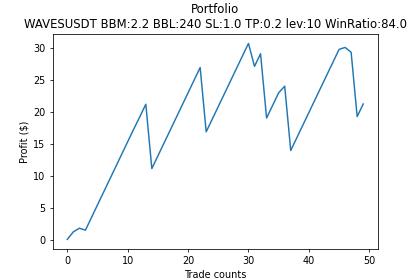 Portfolio
WAVESUSDT BBM:2.2 BBL:240 SL:1.0 TP:0.2 lev:10 WinRatio:84.0
30
25
20
15
10
5
0
Profit ($)
0 10 20 30 40 50
Trade counts